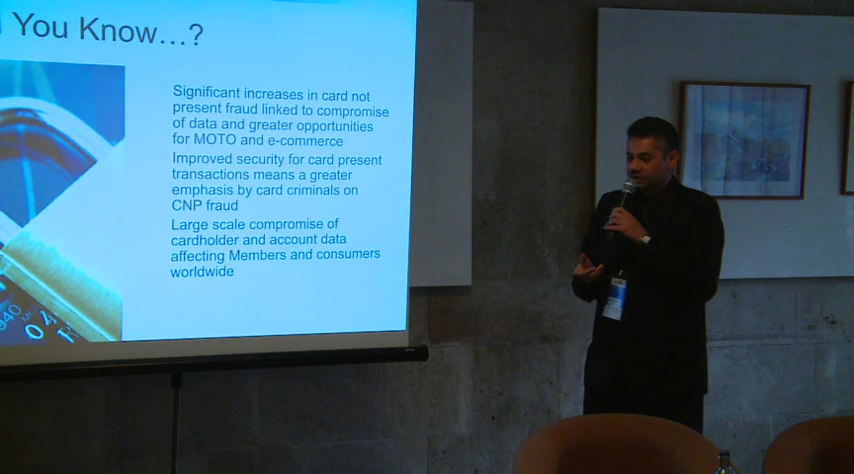 You Know...?
Significant increases in card not
present fraud linked to compromise
of data and greater opportunities
for MOTO and e-commerce
Improved security for card present
transactions means a greater
emphasis by card criminals on
CNP fraud
Large scale compromise of
cardholder and account data
affecting Members and consumers
worldwide
940
04